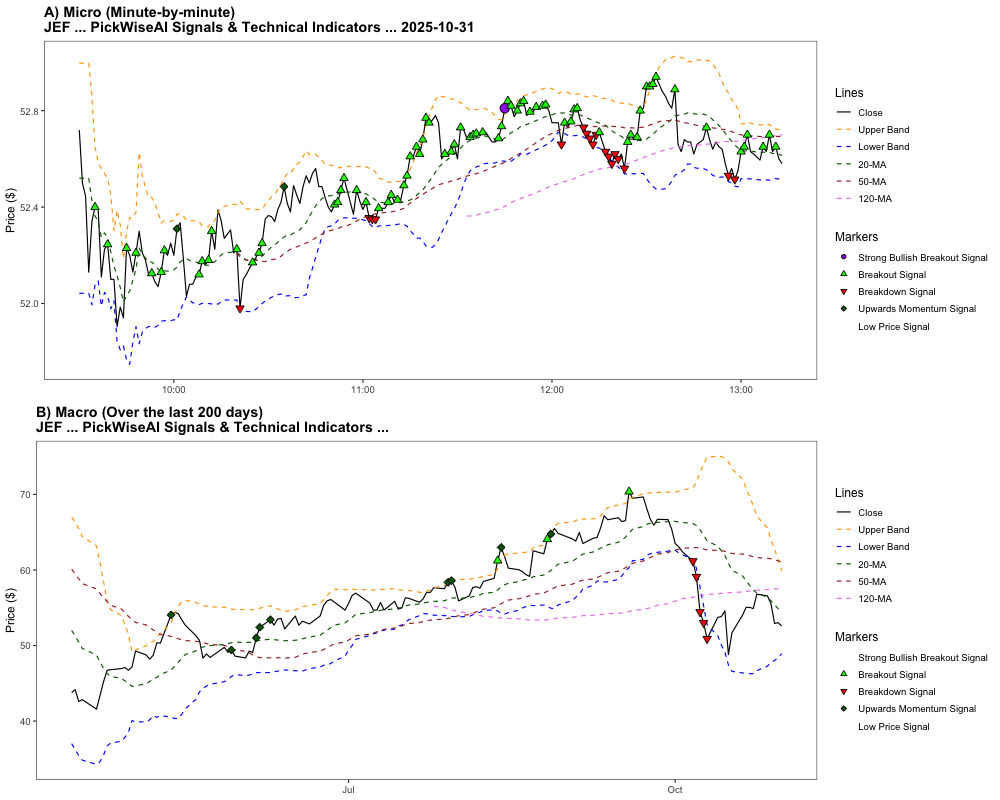 A) Micro (Minute-by-minute)
JEF ... PickWiseAI Signals & Technical Indicators ... 2025-10-31
Price ($)
52.8
52.4
52.0
10:00
11:00
12:00
13:00
Lines
Close
Upper Band
Lower Band
20-MA
50-MA
120-MA
Markers
Strong Bullish Breakout Signal
Breakout Signal
Breakdown Signal
Upwards Momentum Signal
Low Price Signal
B) Macro (Over the last 200 days)
JEF ... PickWiseAI Signals & Technical Indicators ...
Price ($)
70
60
50
40
Jul
Oct
Lines
Close
Upper Band
Lower Band
20-MA
50-MA
120-MA
Markers
Strong Bullish Breakout Signal
Breakout Signal
Breakdown Signal
Upwards Momentum Signal
Low Price Signal